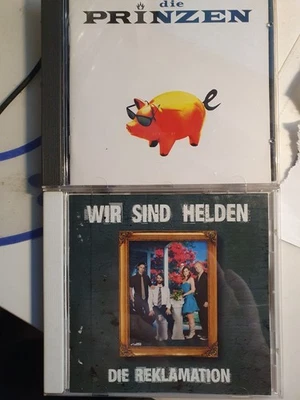 die
PRINZEN
WIR SIND HELDEN
DIE REKLAMATION